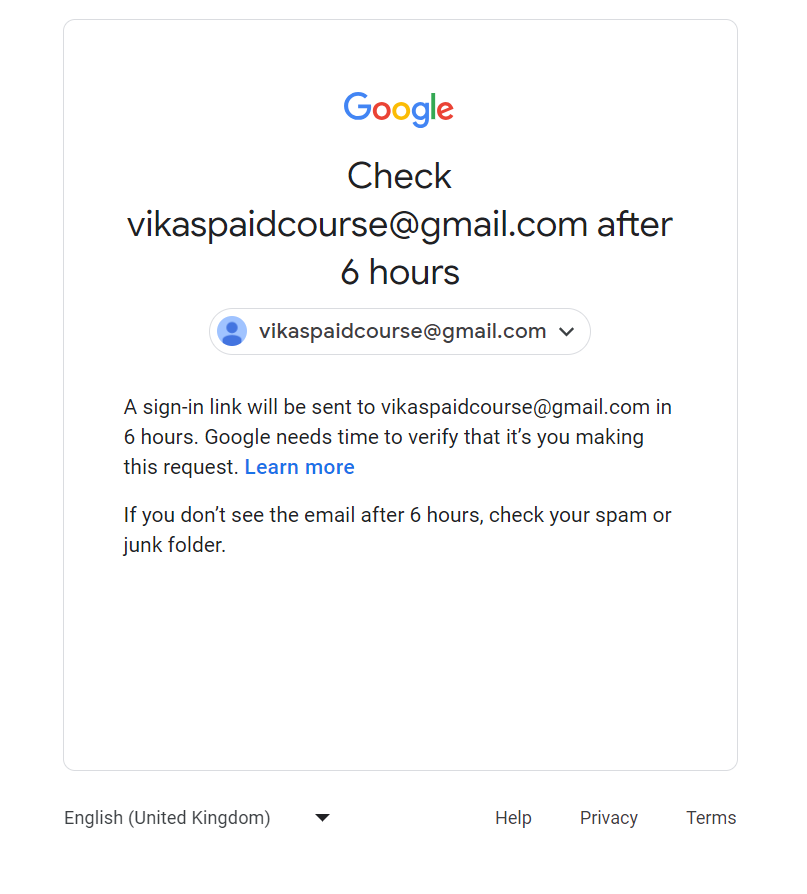 Google
Check
vikaspaidcourse@gmail.com after
6 hours
vikaspaidcourse@gmail.com
A sign-in link will be sent to vikaspaidcourse@gmail.com in
6 hours. Google needs time to verify that it’s you making
this request. Learn more
If you don’t see the email after 6 hours, check your spam or
junk folder.
English (United Kingdom) Help Privacy Terms